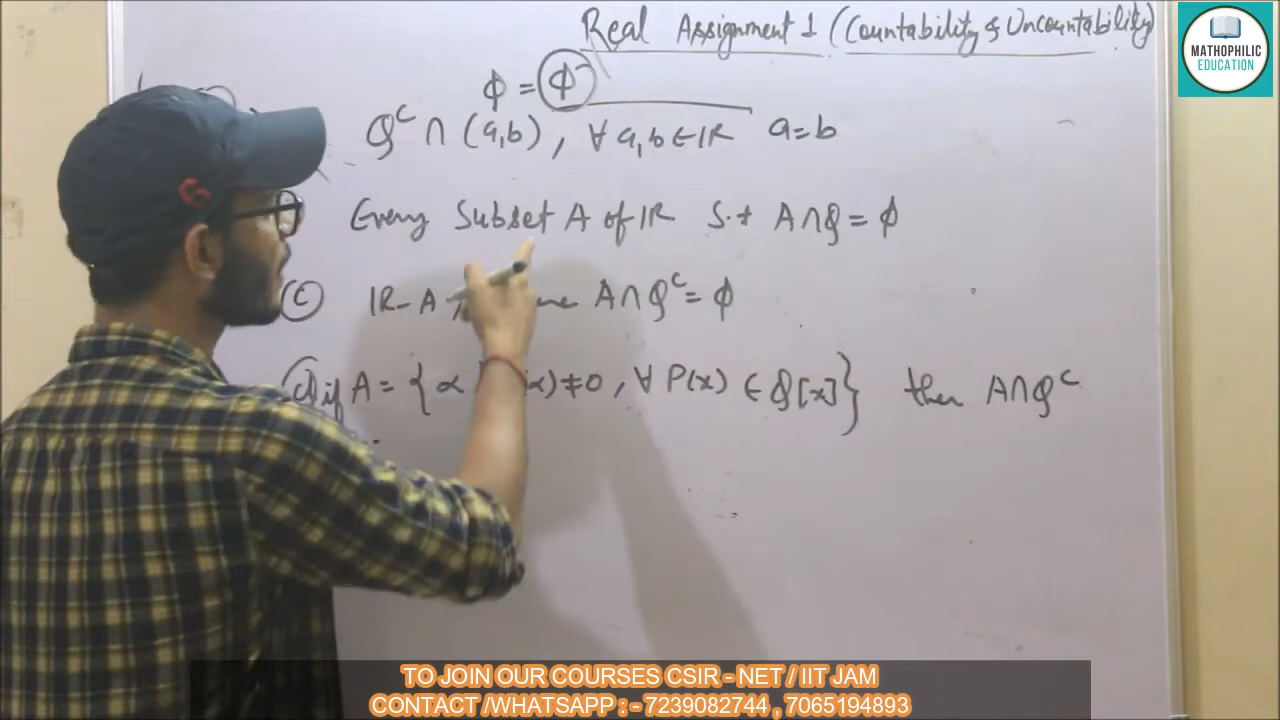 Real Assignment 1 (Countability & Uncountability)
MATHOPHILIC
EDUCATION
ϕ = ϕ
Q^c ∩ (a,b), ∀ a,b ∈ IR a=b
Every Subset A of IR S.t A∩Q = ϕ
(c) IR-A A∩Q^c = ϕ
(d) if A = { α (α) ≠ 0, ∀ P(x) ∈ Q[x] } then A∩Q^c
TO JOIN OUR COURSES CSIR - NET / IIT JAM
CONTACT /WHATSAPP : - 7239082744 , 7065194893